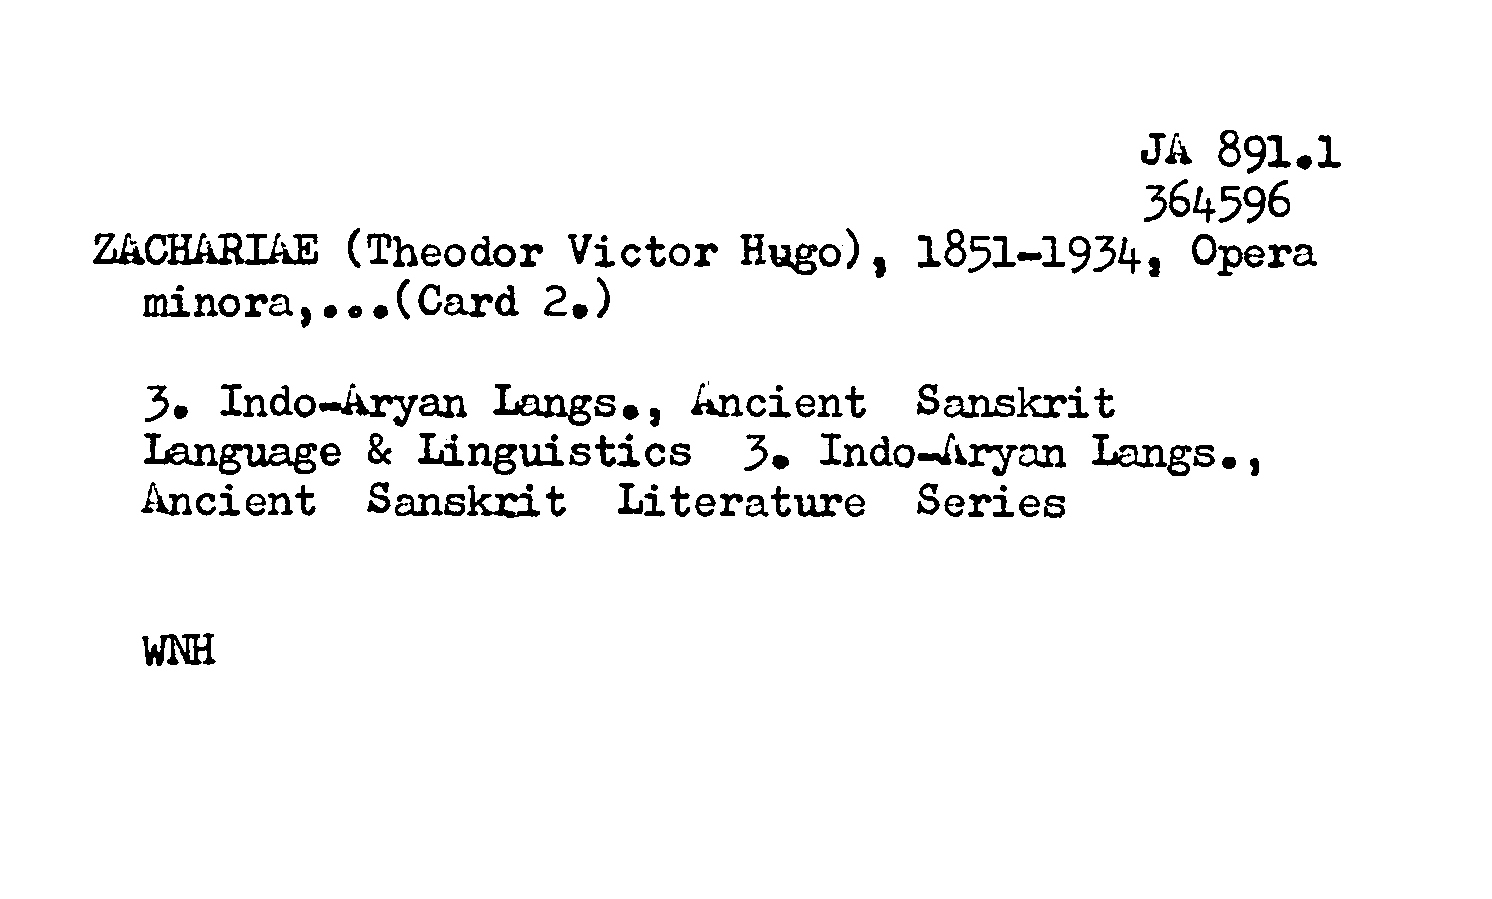 JA 891.1
364596
ZACHARIAE (Theodor Victor Hugo), 1851-1934, Opera
minora,...(Card 2.)
3. Indo-Aryan Langs., Ancient Sanskrit
Language & Linguistics 3. Indo-Aryan Langs.,
Ancient Sanskrit Literature Series
WNH